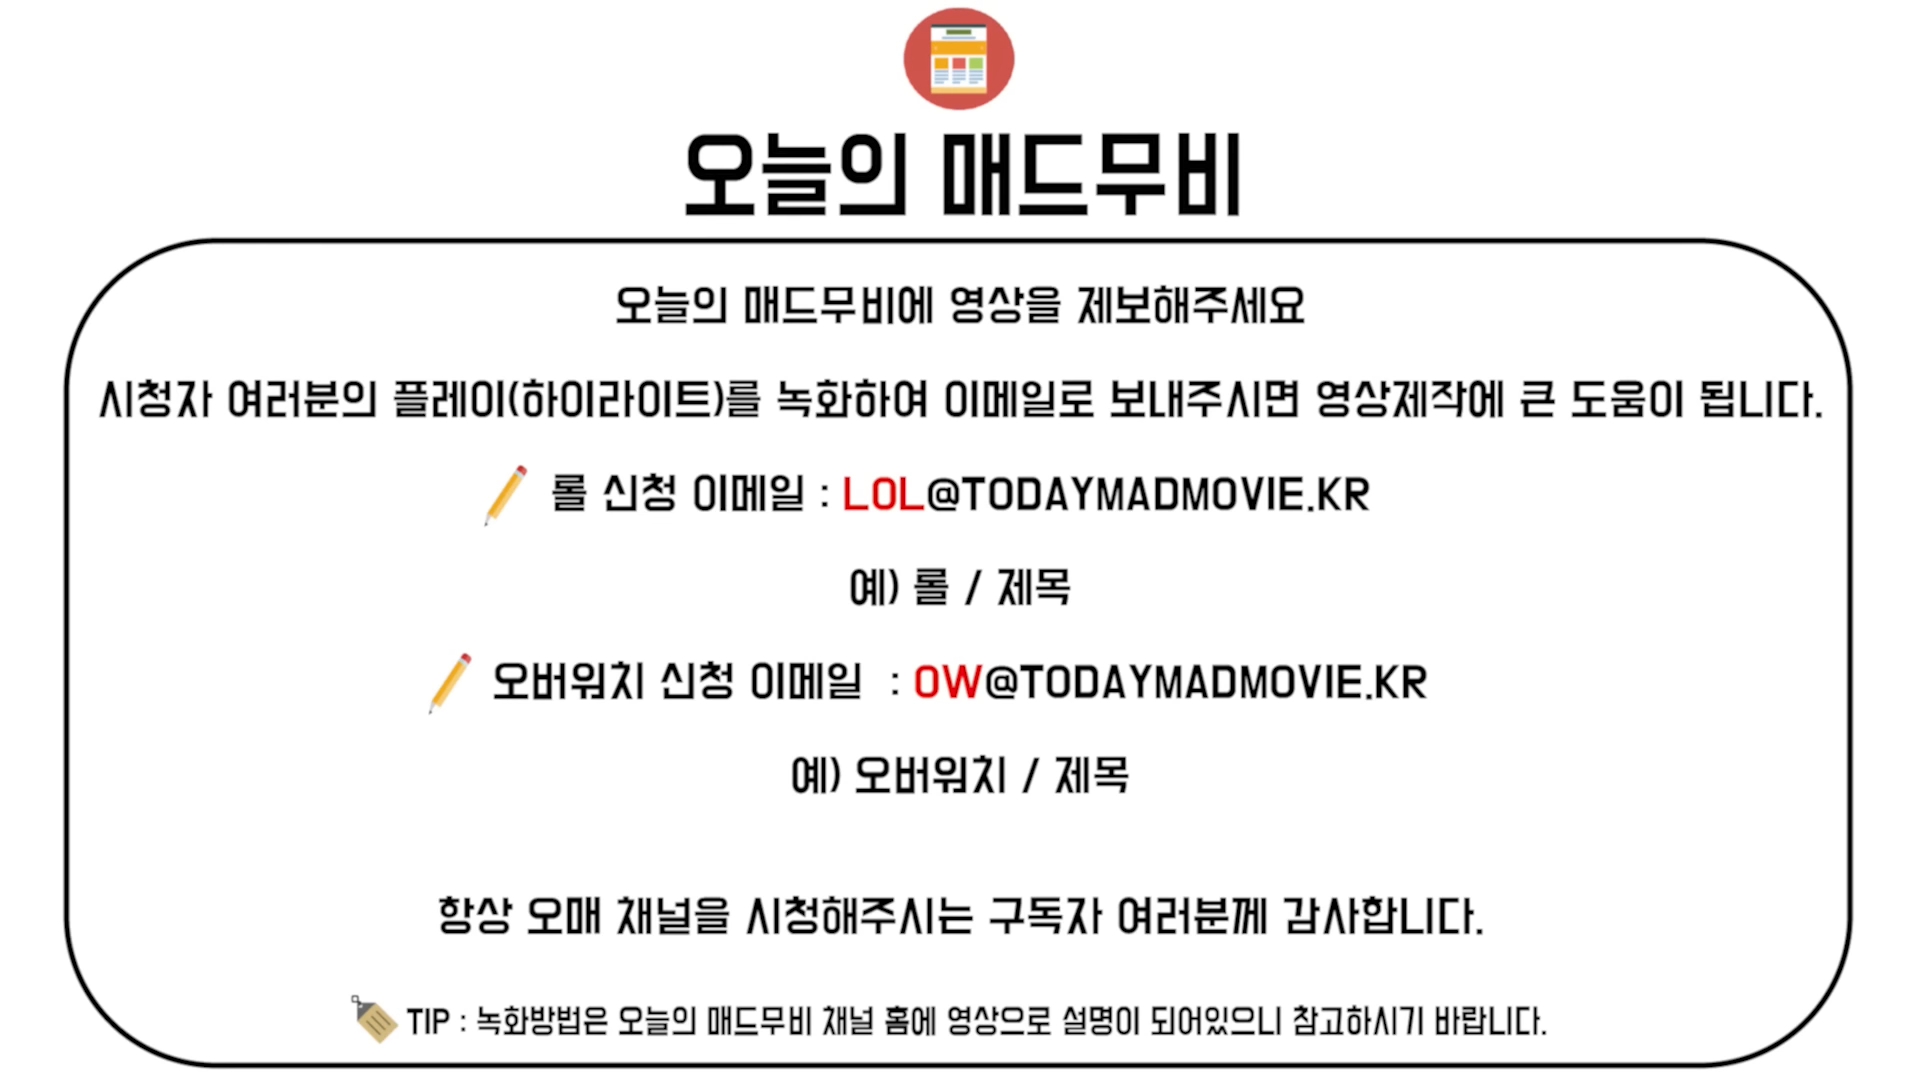 오늘의 매드무비
오늘의 매드무비에 영상을 제보해주세요
시청자 여러분의 플레이(하이라이트)를 녹화하여 이메일로 보내주시면 영상제작에 큰 도움이 됩니다.
롤 신청 이메일 : LOL@TODAYMADMOVIE.KR
예) 롤 / 제목
오버워치 신청 이메일 : OW@TODAYMADMOVIE.KR
예) 오버워치 / 제목
항상 오매 채널을 시청해주시는 구독자 여러분께 감사합니다.
TIP : 녹화방법은 오늘의 매드무비 채널 홈에 영상으로 설명이 되어있으니 참고하시기 바랍니다.